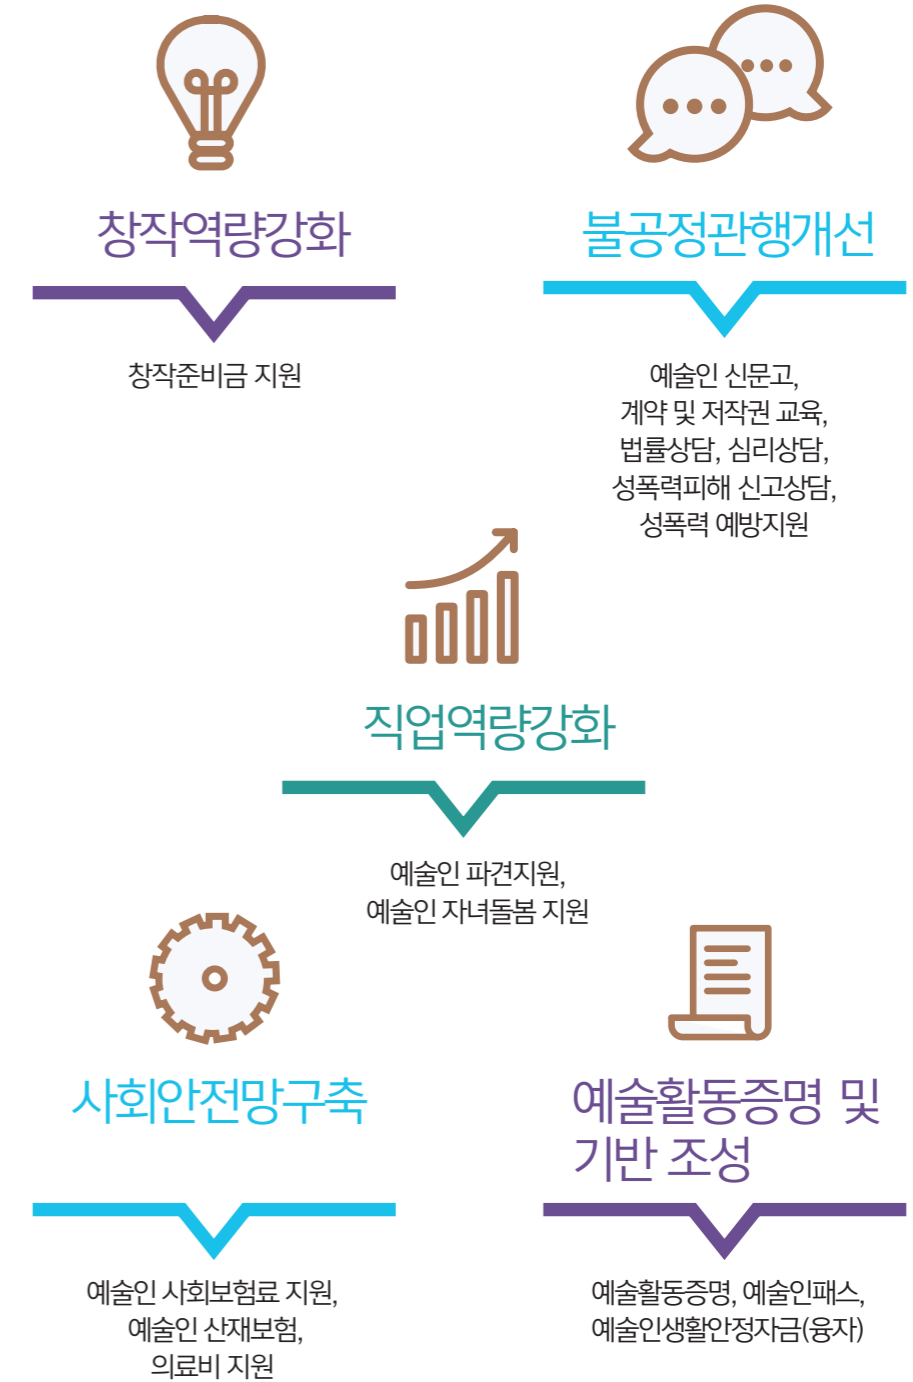 창작역량강화
창작준비금 지원
불공정관행개선
예술인 신문고,
계약 및 저작권 교육,
법률상담, 심리상담,
성폭력피해 신고상담,
성폭력 예방지원
직업역량강화
예술인 파견지원,
예술인 자녀돌봄 지원
사회안전망구축
예술인 사회보험료 지원,
예술인 산재보험,
의료비 지원
예술활동증명 및
기반 조성
예술활동증명, 예술인패스,
예술인생활안정자금(융자)